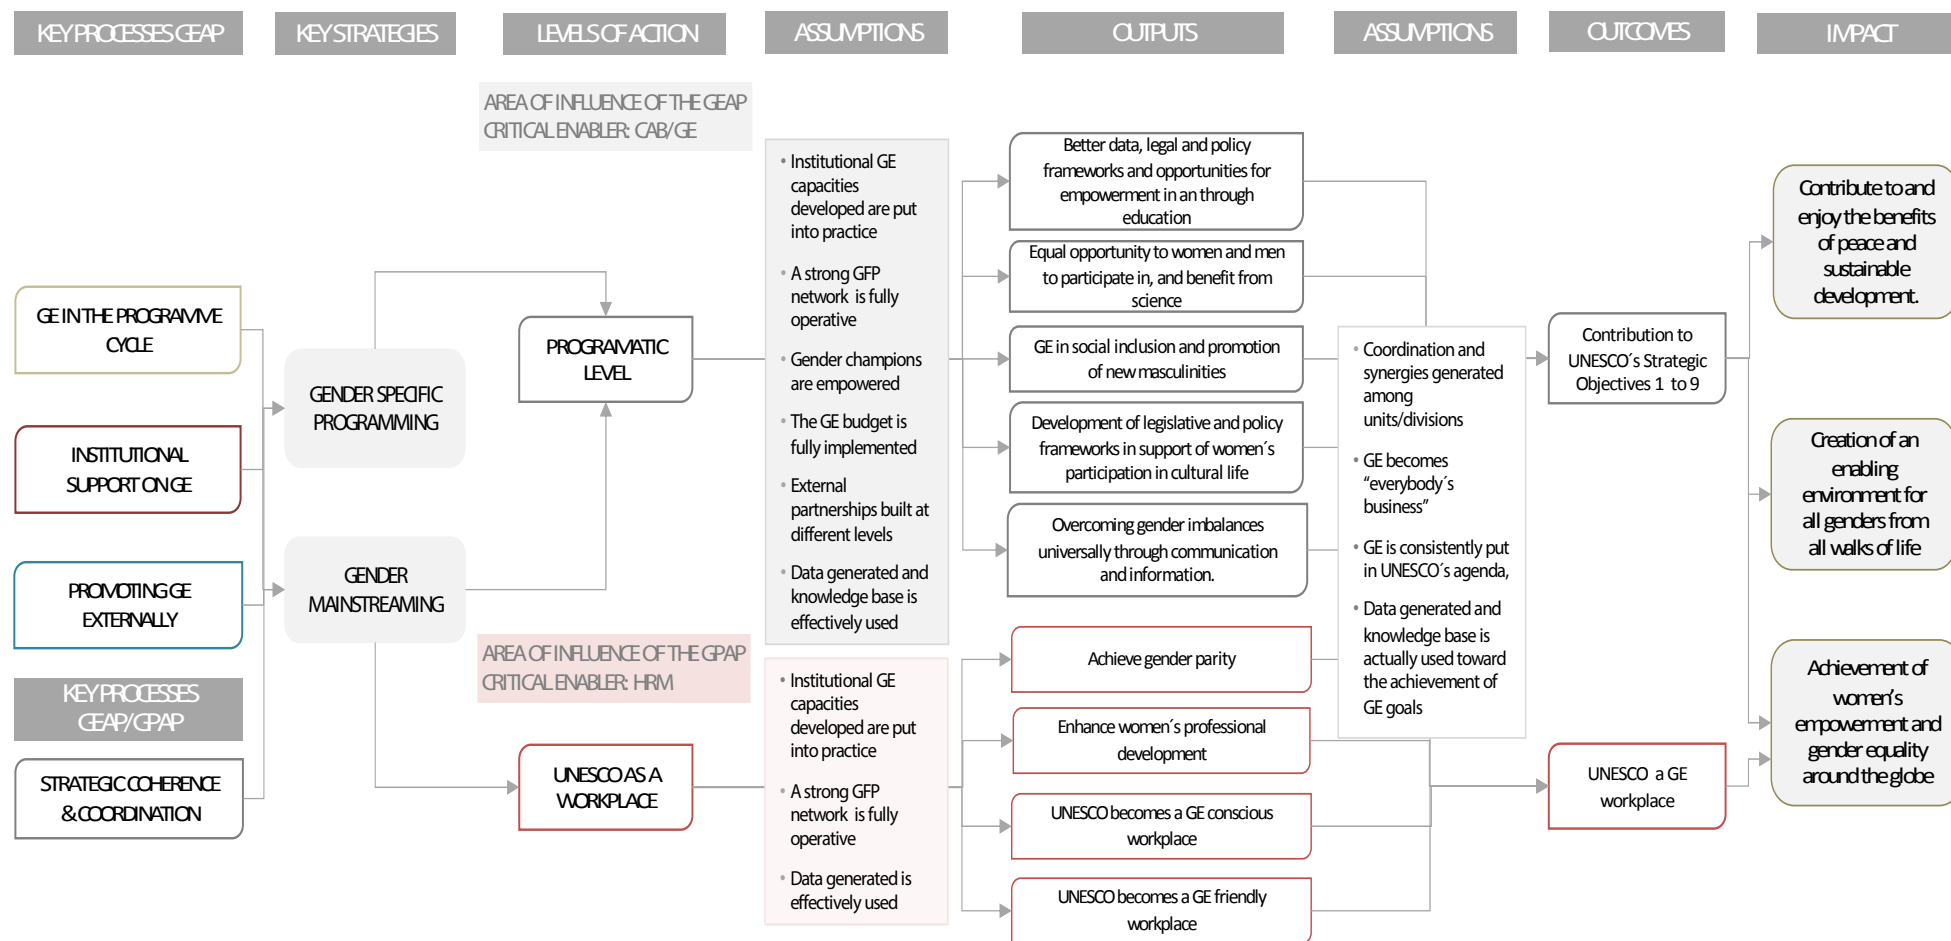 KEY PROCESSES GEAP
KEY STRATEGIES
LEVELS OF ACTION
ASSUMPTIONS
OUTPUTS
ASSUMPTIONS
OUTCOMES
IMPACT
GE IN THE PROGRAMME
CYCLE
INSTITUTIONAL
SUPPORT ON GE
PROMOTING GE
EXTERNALLY
KEY PROCESSES
GEAP/GPAP
STRATEGIC COHERENCE
& COORDINATION
GENDER SPECIFIC
PROGRAMMING
GENDER
MAINSTREAMING
AREA OF INFLUENCE OF THE GEAP
CRITICAL ENABLER: CAB/GE
PROGRAMATIC
LEVEL
AREA OF INFLUENCE OF THE GPAP
CRITICAL ENABLER: HRM
UNESCO AS A
WORKPLACE
• Institutional GE
capacities
developed are put
into practice
• A strong GFP
network is fully
operative
• Gender champions
are empowered
• The GE budget is
fully implemented
• External
partnerships built at
different levels
• Data generated and
knowledge base is
effectively used
• Institutional GE
capacities
developed are put
into practice
• A strong GFP
network is fully
operative
• Data generated is
effectively used
Better data, legal and policy
frameworks and opportunities for
empowerment in an through
education
Equal opportunity to women and men
to participate in, and benefit from
science
GE in social inclusion and promotion
of new masculinities
Development of legislative and policy
frameworks in support of women´s
participation in cultural life
Overcoming gender imbalances
universally through communication
and information.
Achieve gender parity
Enhance women´s professional
development
UNESCO becomes a GE conscious
workplace
UNESCO becomes a GE friendly
workplace
• Coordination and
synergies generated
among
units/divisions
• GE becomes
“everybody´s
business”
• GE is consistently put
in UNESCO´s agenda,
• Data generated and
knowledge base is
actually used toward
the achievement of
GE goals
Contribution to
UNESCO´s Strategic
Objectives 1 to 9
UNESCO a GE
workplace
Contribute to and
enjoy the benefits
of peace and
sustainable
development.
Creation of an
enabling
environment for
all genders from
all walks of life
Achievement of
women’s
empowerment and
gender equality
around the globe